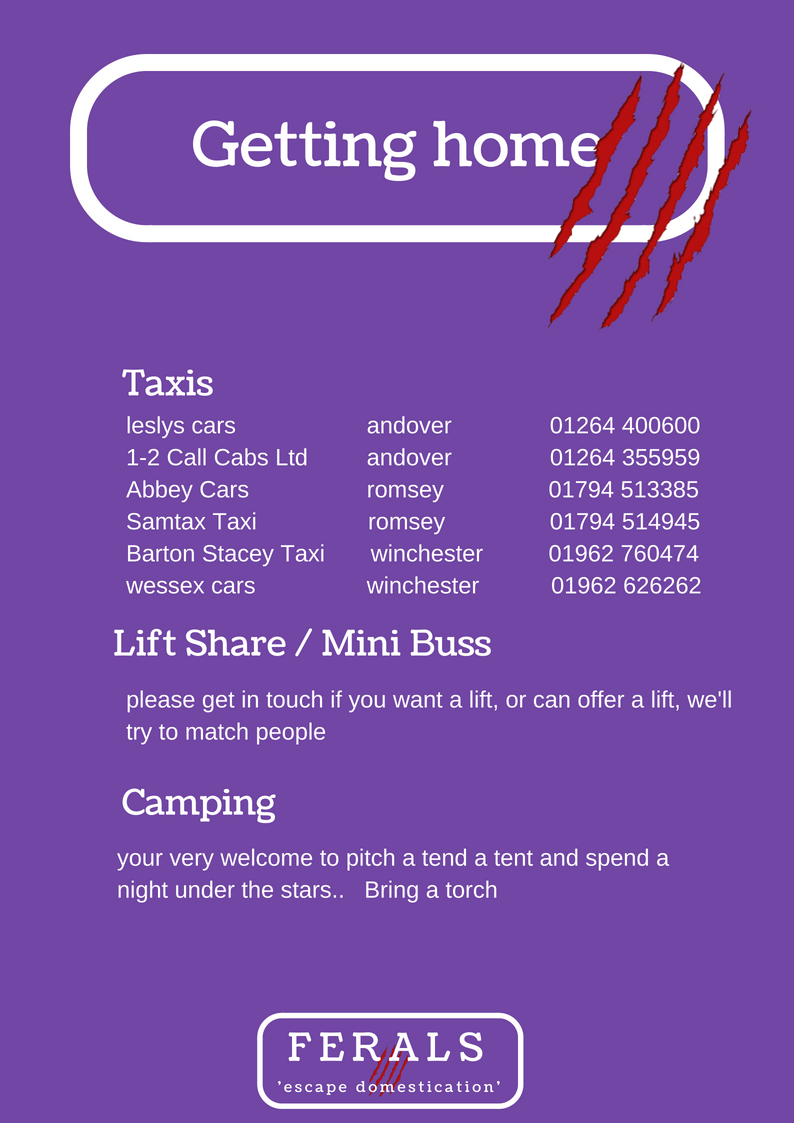 Getting home
Taxis
leslys cars andover 01264 400600
1-2 Call Cabs Ltd andover 01264 355959
Abbey Cars romsey 01794 513385
Samtax Taxi romsey 01794 514945
Barton Stacey Taxi winchester 01962 760474
wessex cars winchester 01962 626262
Lift Share / Mini Buss
please get in touch if you want a lift, or can offer a lift, we'll
try to match people
Camping
your very welcome to pitch a tend a tent and spend a
night under the stars.. Bring a torch
FERALS
'escape domestication'